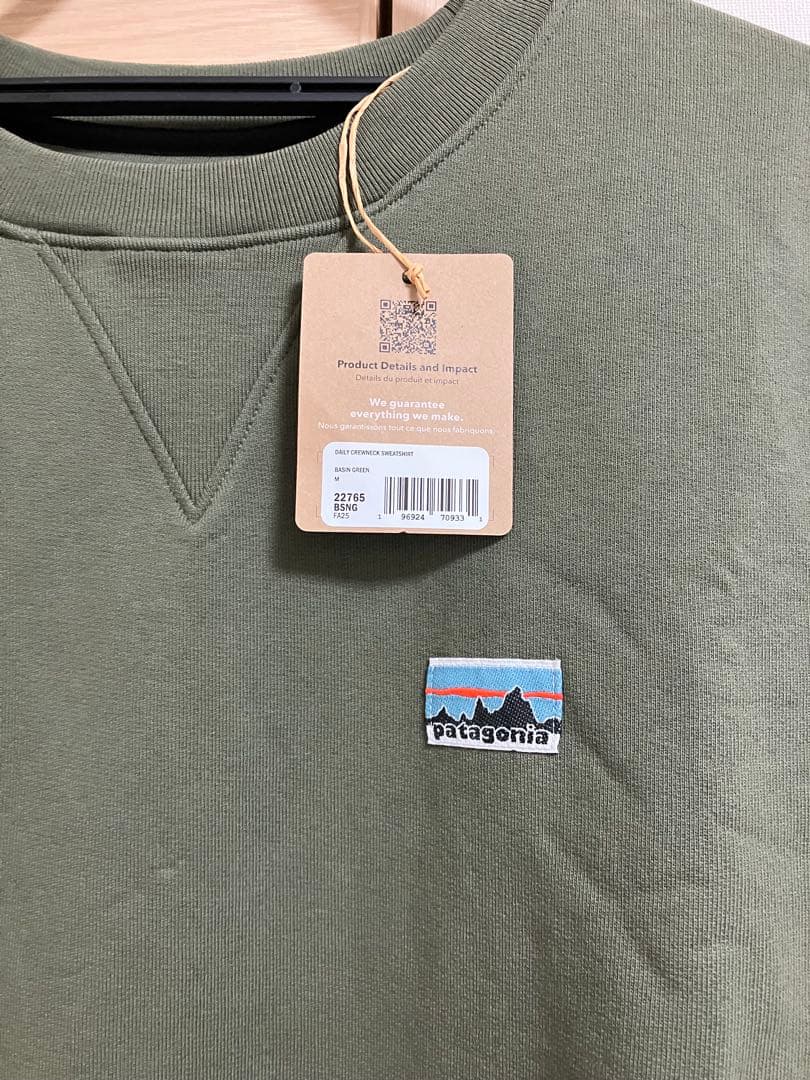 Product Details and Impact
Détails du produit et impact
We guarantee
everything we make.
Nous garantissons tout ce que nous fabriquons.
DAILY CREWNECK SWEATSHIRT
BASIN GREEN
M
22765
BSNG
FA25
1 96924 70933 1
patagonia